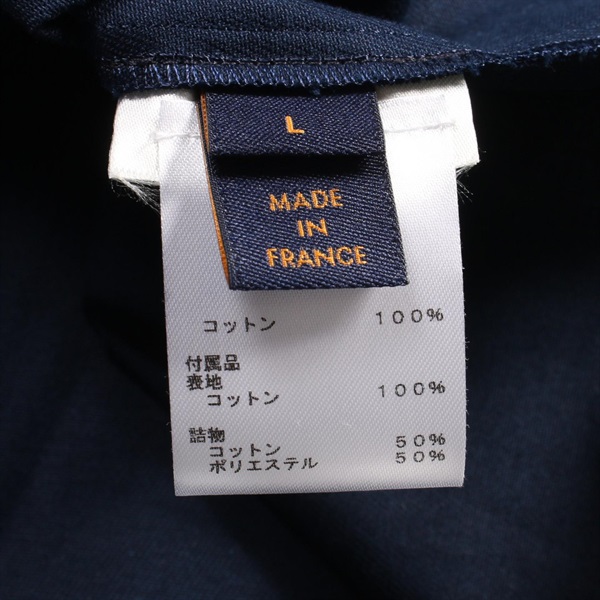 L
MADE
IN
FRANCE
コットン １００％
付属品
表地
コットン １００％
詰物
コットン ５０％
ポリエステル ５０％